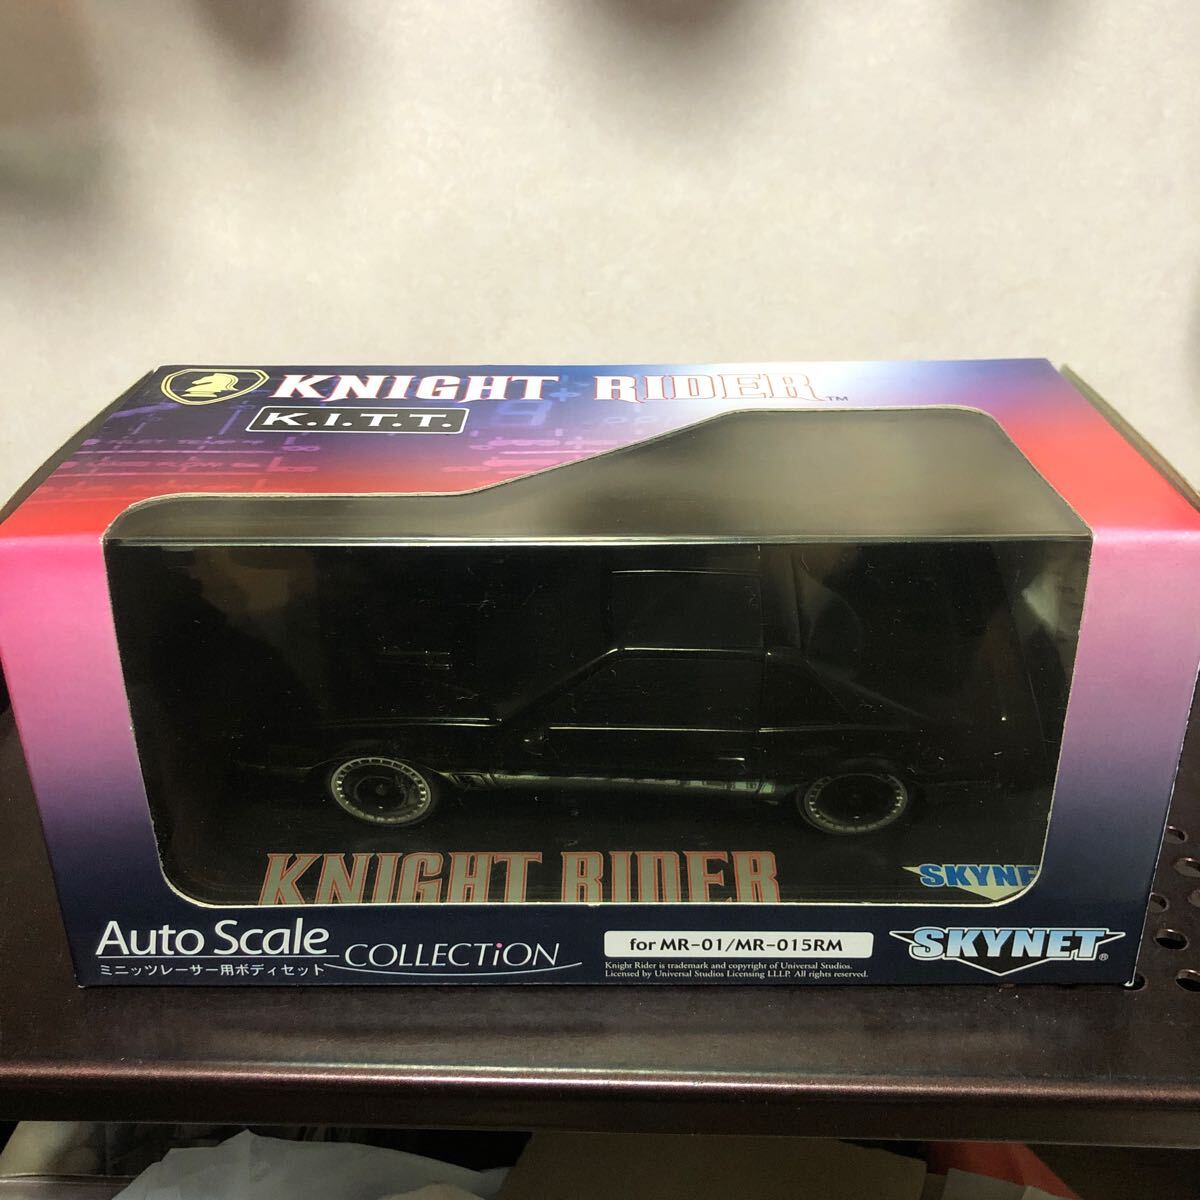 KNIGHT RIDER™
K.I.T.T.
KNIGHT RIDER
SKYNE
Auto Scale
COLLECTiON
ミニッツレーサー用ボディセット
for MR-01/MR-015RM
Knight Rider is trademark and copyright of Universal Studios.
Licensed by Universal Studios Licensing LLLP. All rights reserved.
SKYNET®